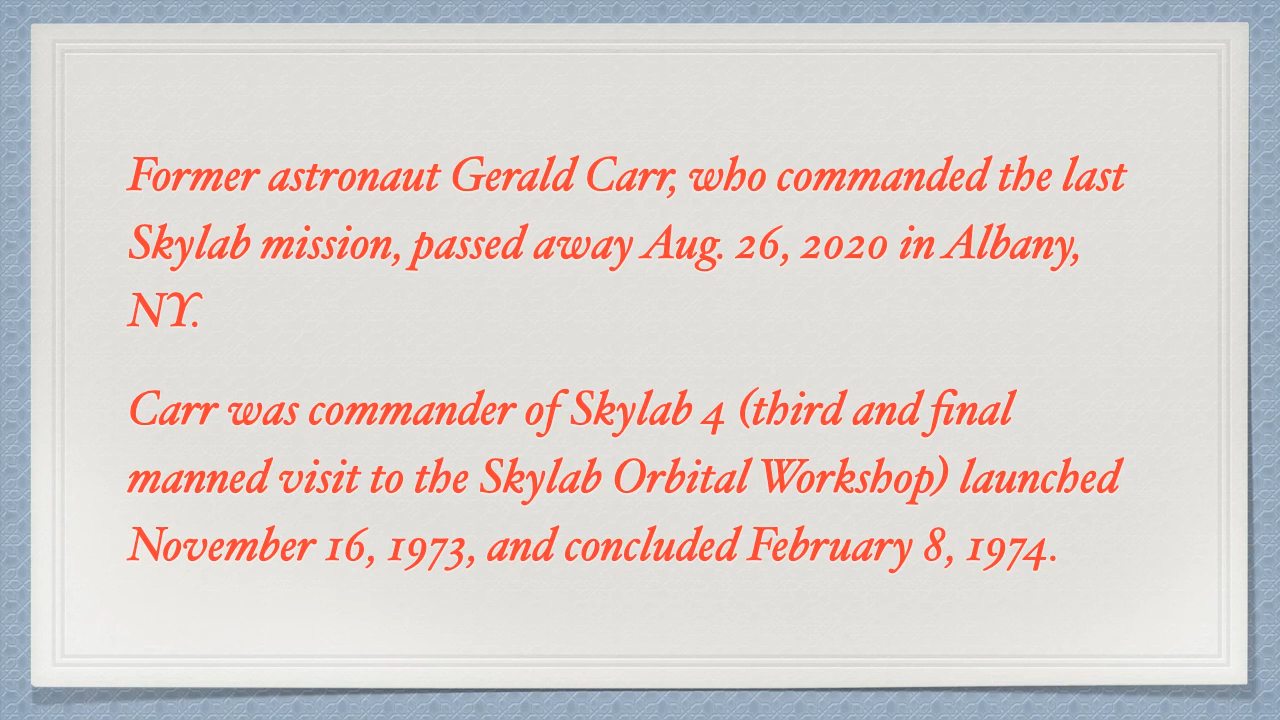 Former astronaut Gerald Carr, who commanded the last
Skylab mission, passed away Aug. 26, 2020 in Albany,
NY.
Carr was commander of Skylab 4 (third and final
manned visit to the Skylab Orbital Workshop) launched
November 16, 1973, and concluded February 8, 1974.